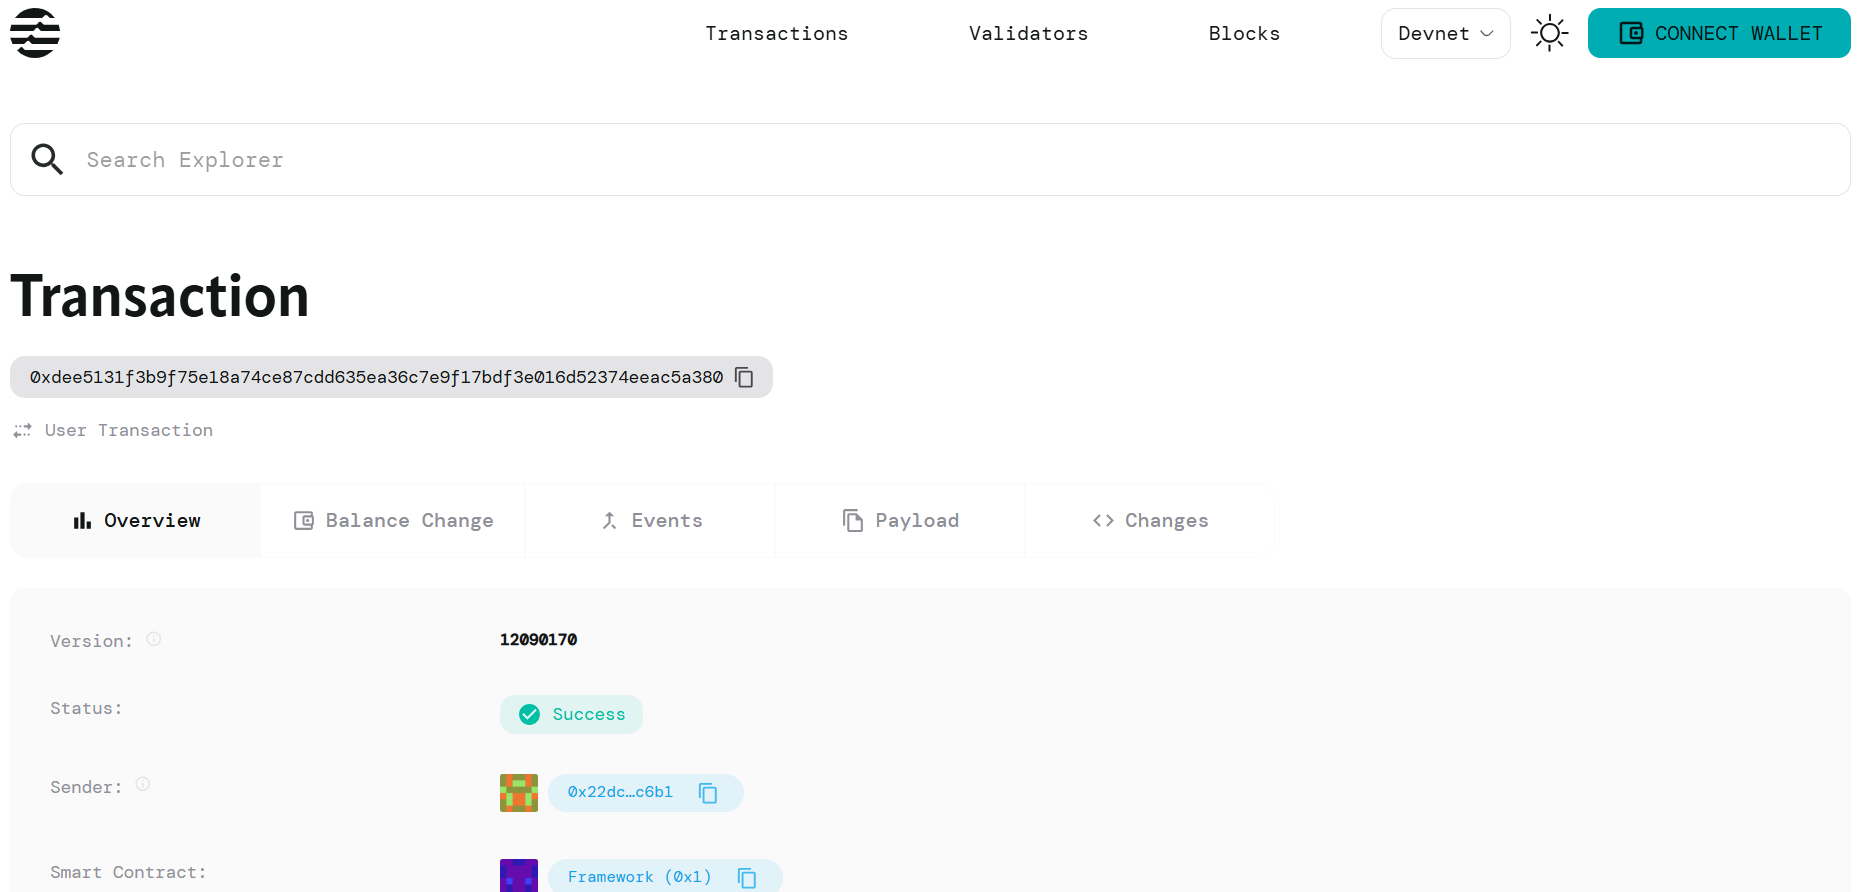 Transactions Validators Blocks Devnet CONNECT WALLET
Search Explorer
Transaction
0xdee5131f3b9f75e18a74ce87cdd635ea36c7e9f17bdf3e016d52374eeac5a380
User Transaction
Overview Balance Change Events Payload Changes
Version: 12090170
Status: Success
Sender: 0x22dc…c6b1
Smart Contract: Framework (0x1)